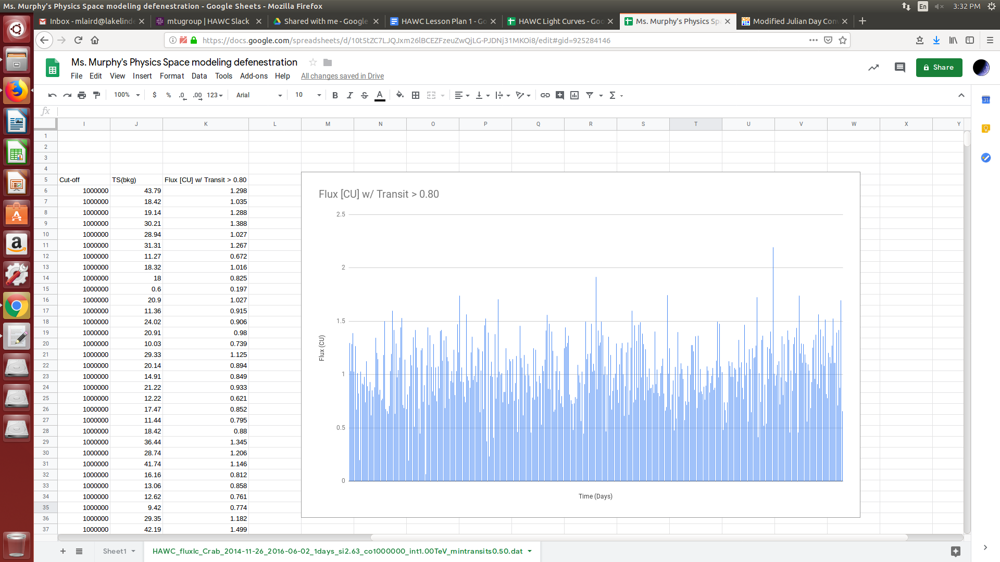 Ms. Murphy's Physics Space modeling defenestration - Google Sheets - Mozilla Firefox
En
3:32 PM
Inbox - mlaird@lakelinde
mtugroup | HAWC Slack
Shared with me - Google
HAWC Lesson Plan 1 - Go
HAWC Light Curves - Goo
Ms. Murphy's Physics Sp
Modified Julian Day Con
https://docs.google.com/spreadsheets/d/10t5tZC7LJQJxm26lBCEZFzeuZwQjLG-PJDNj31MKOi8/edit#gid=925284146
Ms. Murphy's Physics Space modeling defenestration
File Edit View Insert Format Data Tools Add-ons Help All changes saved in Drive
Share
100% $ % .0 .00 123 Arial 10 B I S A
31
fx
I J K L M N O P Q R S T U V W X Y
1
2
3
4
5 Cut-off TS(bkg) Flux [CU] w/ Transit > 0.80
6 1000000 43.79 1.298
7 1000000 18.42 1.035
8 1000000 19.14 1.288
9 1000000 30.21 1.388
10 1000000 28.94 1.027
11 1000000 31.31 1.267
12 1000000 11.27 0.672
13 1000000 18.32 1.016
14 1000000 18 0.825
15 1000000 0.6 0.197
16 1000000 20.9 1.027
17 1000000 11.36 0.915
18 1000000 24.02 0.906
19 1000000 20.91 0.98
20 1000000 10.03 0.739
21 1000000 29.33 1.125
22 1000000 20.14 0.894
23 1000000 14.91 0.849
24 1000000 21.22 0.933
25 1000000 12.22 0.621
26 1000000 17.47 0.852
27 1000000 11.44 0.795
28 1000000 18.42 0.88
29 1000000 36.44 1.345
30 1000000 28.74 1.206
31 1000000 41.74 1.146
32 1000000 16.16 0.812
33 1000000 13.06 0.858
34 1000000 12.62 0.761
35 1000000 9.42 0.774
36 1000000 29.35 1.182
37 1000000 42.19 1.499
Flux [CU] w/ Transit > 0.80
2.5
2
1.5
1
0.5
0
Flux (CU)
Time (Days)
Sheet1
HAWC_fluxlc_Crab_2014-11-26_2016-06-02_1days_si2.63_co1000000_int1.00TeV_mintransits0.50.dat